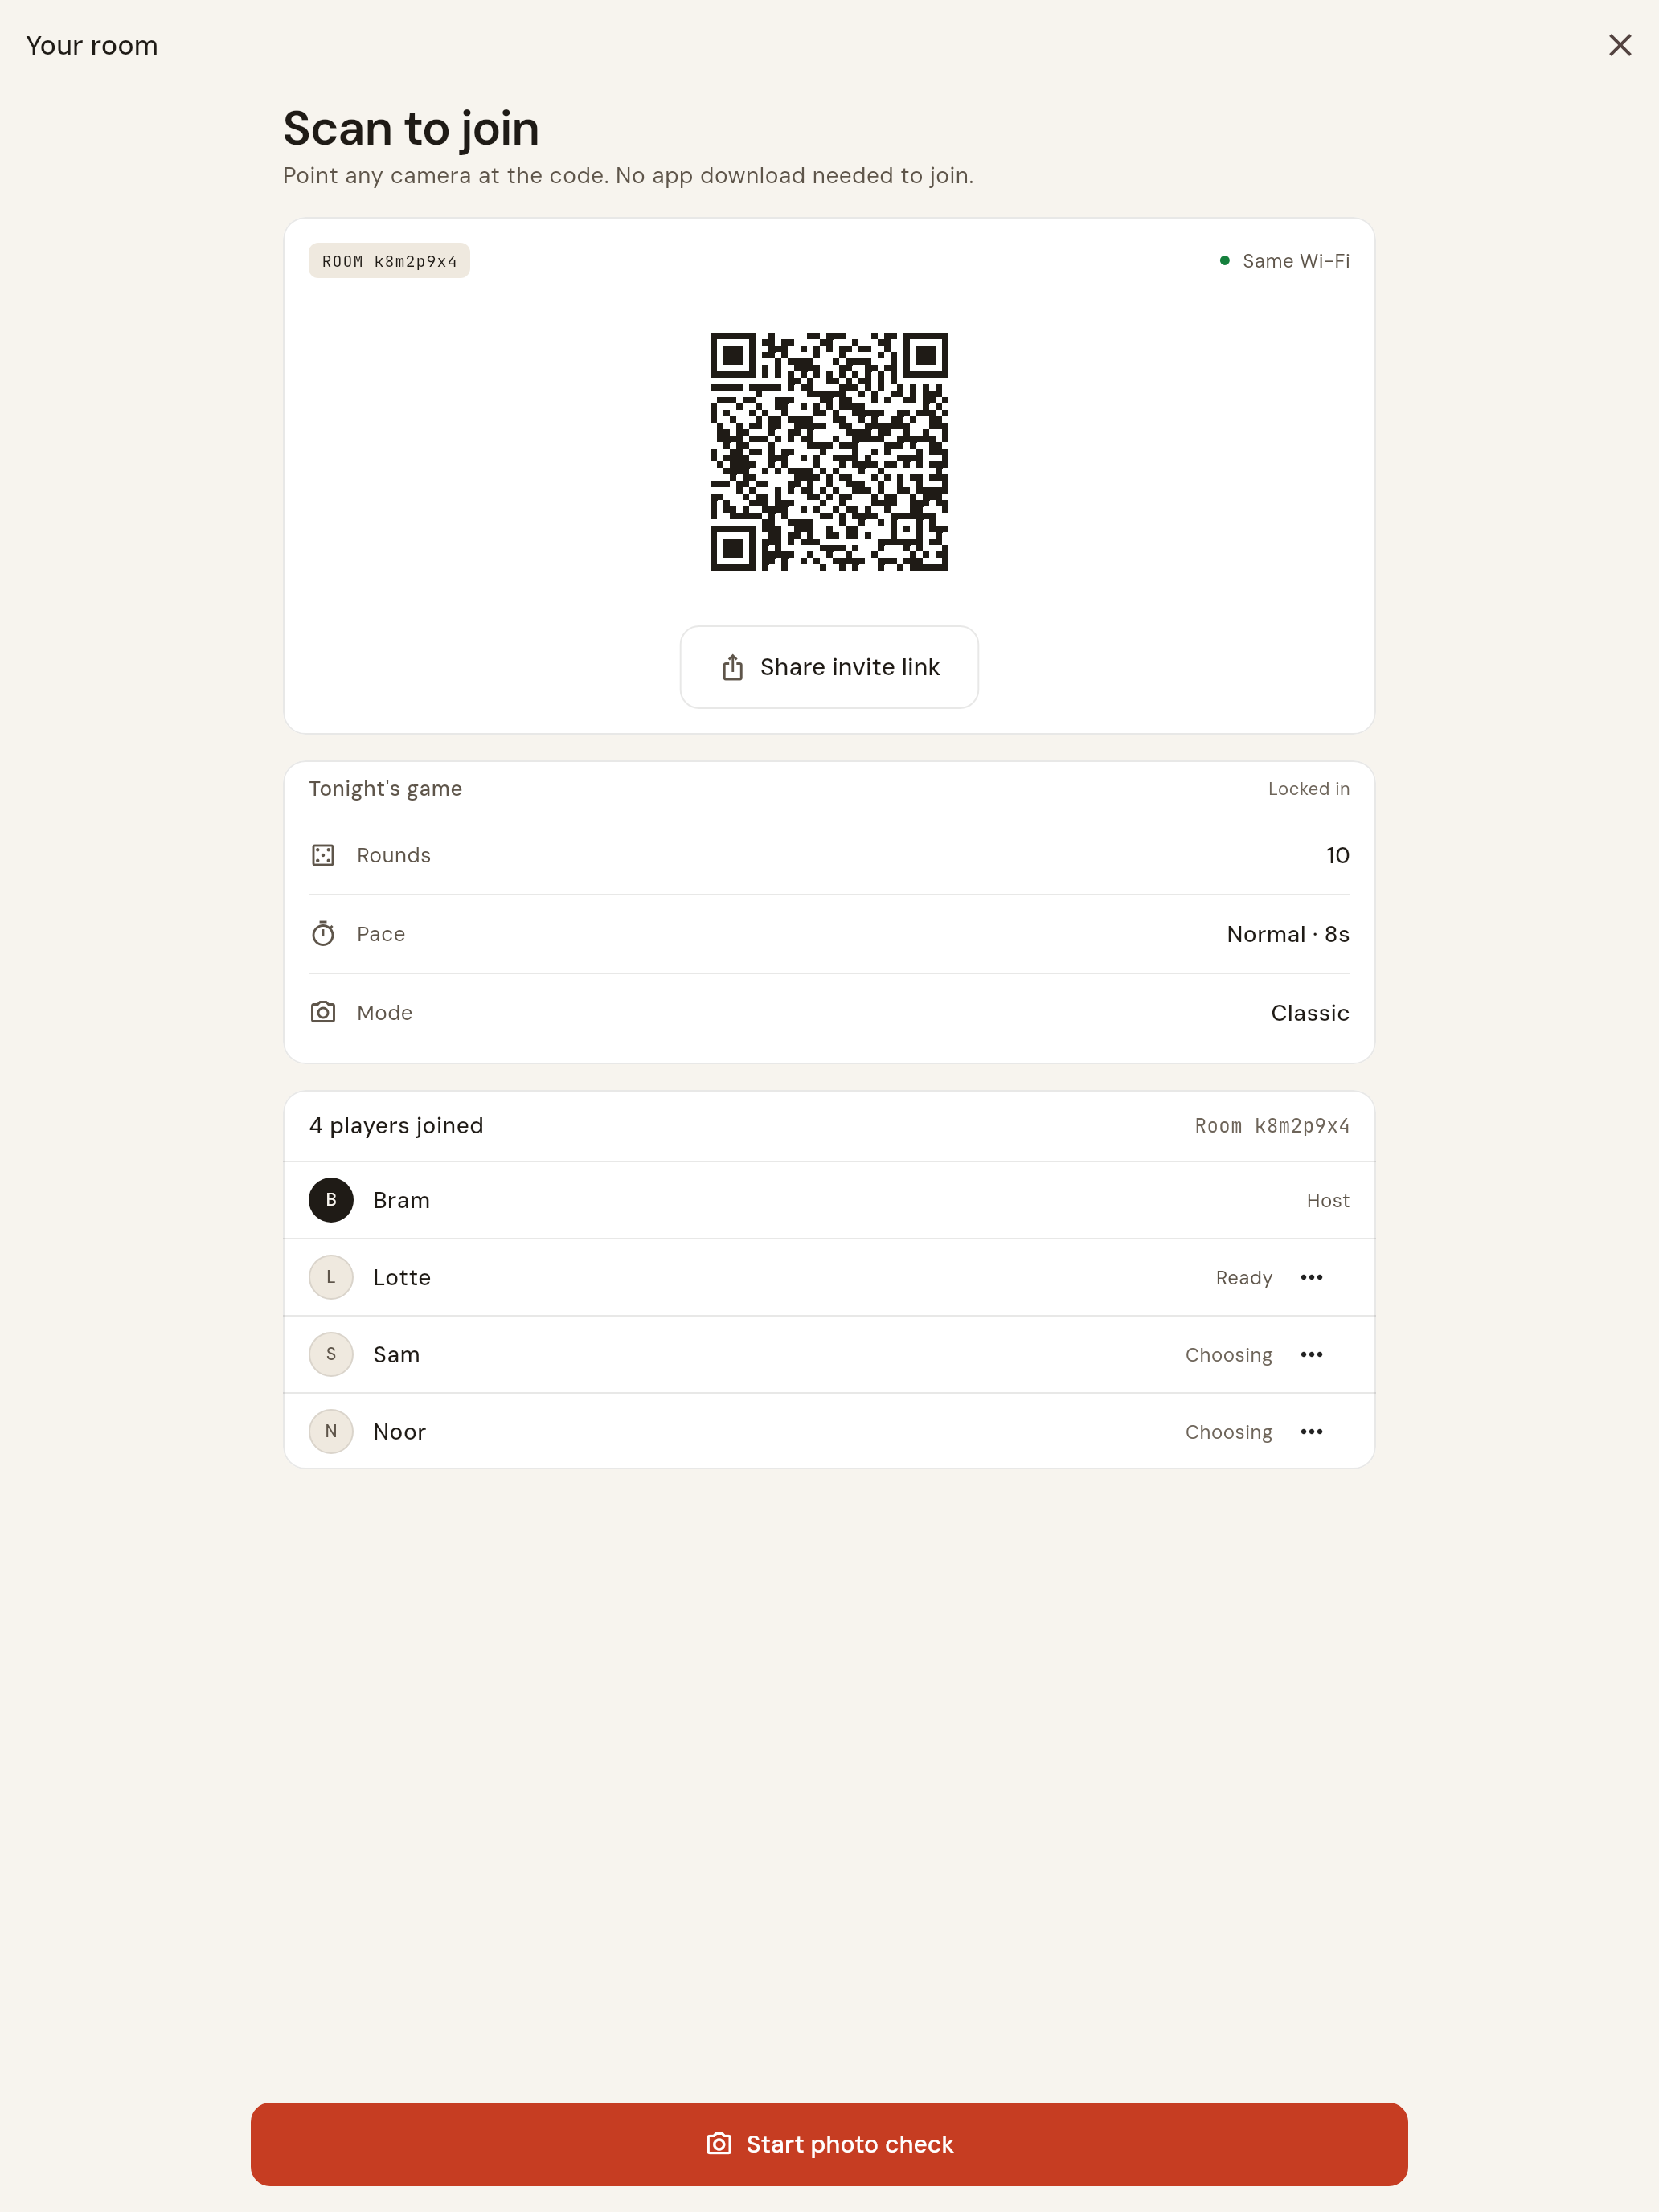 Your room
Scan to join
Point any camera at the code. No app download needed to join.
ROOM k8m2p9x4
Same Wi-Fi
Share invite link
Tonight's game
Locked in
Rounds
10
Pace
Normal · 8s
Mode
Classic
4 players joined
Room k8m2p9x4
B
Bram
Host
L
Lotte
Ready
S
Sam
Choosing
N
Noor
Choosing
Start photo check